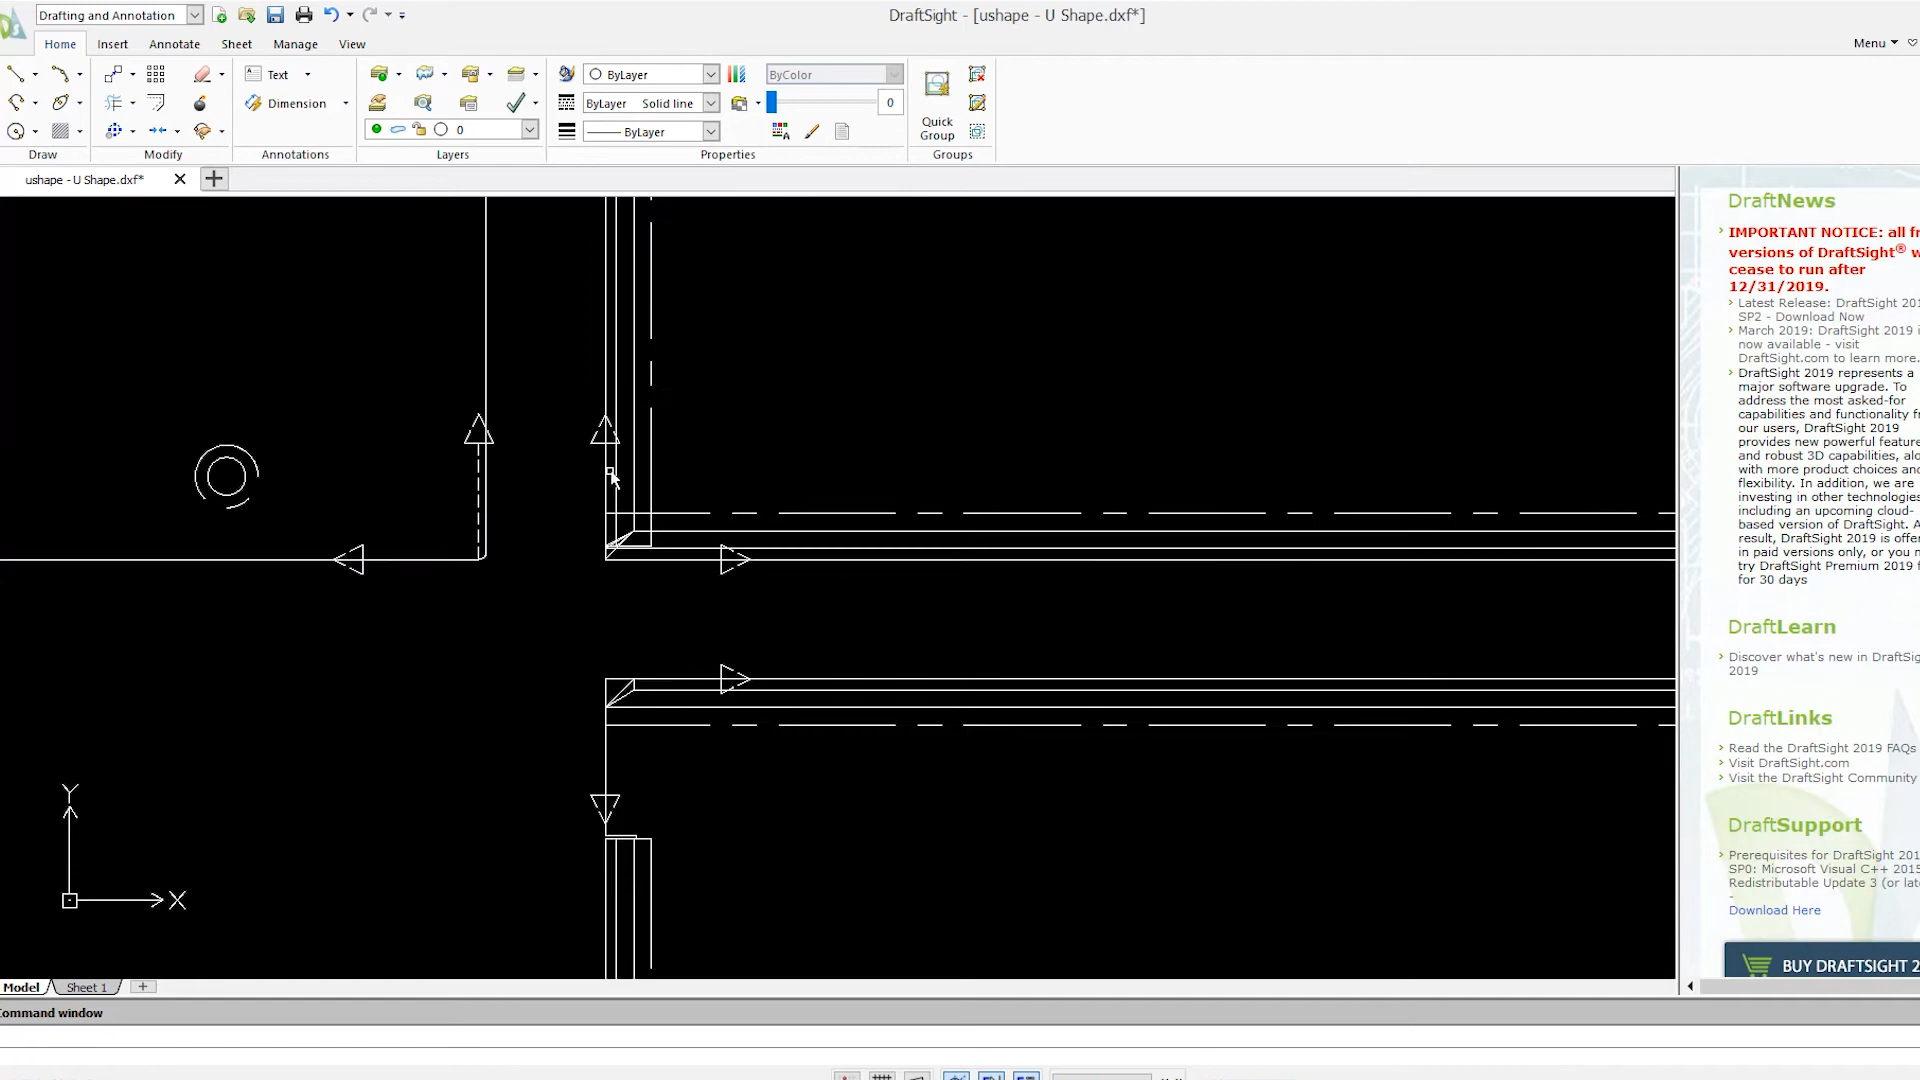 Drafting and Annotation
DraftSight - [ushape - U Shape.dxf*]
Home Insert Annotate Sheet Manage View
Menu
Text
ByLayer
ByColor
Dimension
ByLayer Solid line
0
0
ByLayer
Quick
Group
Draw Modify Annotations Layers Properties Groups
ushape - U Shape.dxf*
DraftNews
IMPORTANT NOTICE: all fr
versions of DraftSight® w
cease to run after
12/31/2019.
Latest Release: DraftSight 201
SP2 - Download Now
March 2019: DraftSight 2019 i
now available - visit
DraftSight.com to learn more.
DraftSight 2019 represents a
major software upgrade. To
address the most asked-for
capabilities and functionality fr
our users, DraftSight 2019
provides new powerful feature
and robust 3D capabilities, alo
with more product choices and
flexibility. In addition, we are
investing in other technologies
including an upcoming cloud-
based version of DraftSight. A
result, DraftSight 2019 is offer
in paid versions only, or you m
try DraftSight Premium 2019 f
for 30 days
DraftLearn
Discover what's new in DraftSig
2019
DraftLinks
Read the DraftSight 2019 FAQs
Visit DraftSight.com
Visit the DraftSight Community
DraftSupport
Prerequisites for DraftSight 201
SP0: Microsoft Visual C++ 2015
Redistributable Update 3 (or late
-
Download Here
BUY DRAFTSIGHT 2
Y
X
Model Sheet 1
Command window